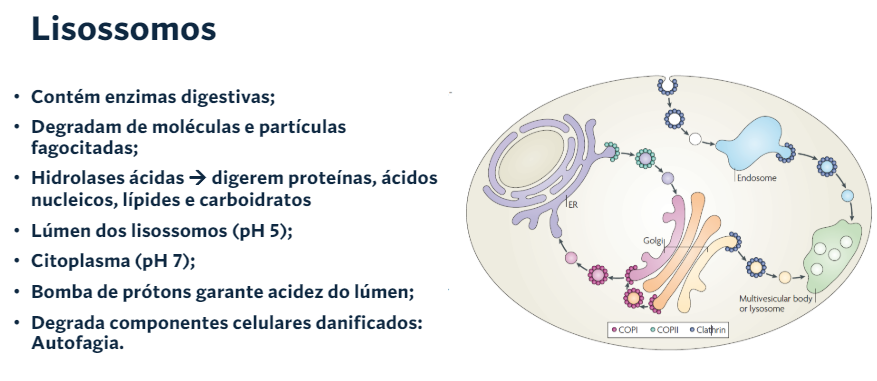 Lisossomos
• Contém enzimas digestivas;
• Degradam de moléculas e partículas
fagocitadas;
• Hidrolases ácidas → digerem proteínas, ácidos
nucleicos, lípides e carboidratos
• Lúmen dos lisossomos (pH 5);
• Citoplasma (pH 7);
• Bomba de prótons garante acidez do lúmen;
• Degrada componentes celulares danificados:
Autofagia.
Endosome
ER
Golgi
Multivesicular body
or lysosome
COPI COPII Clathrin